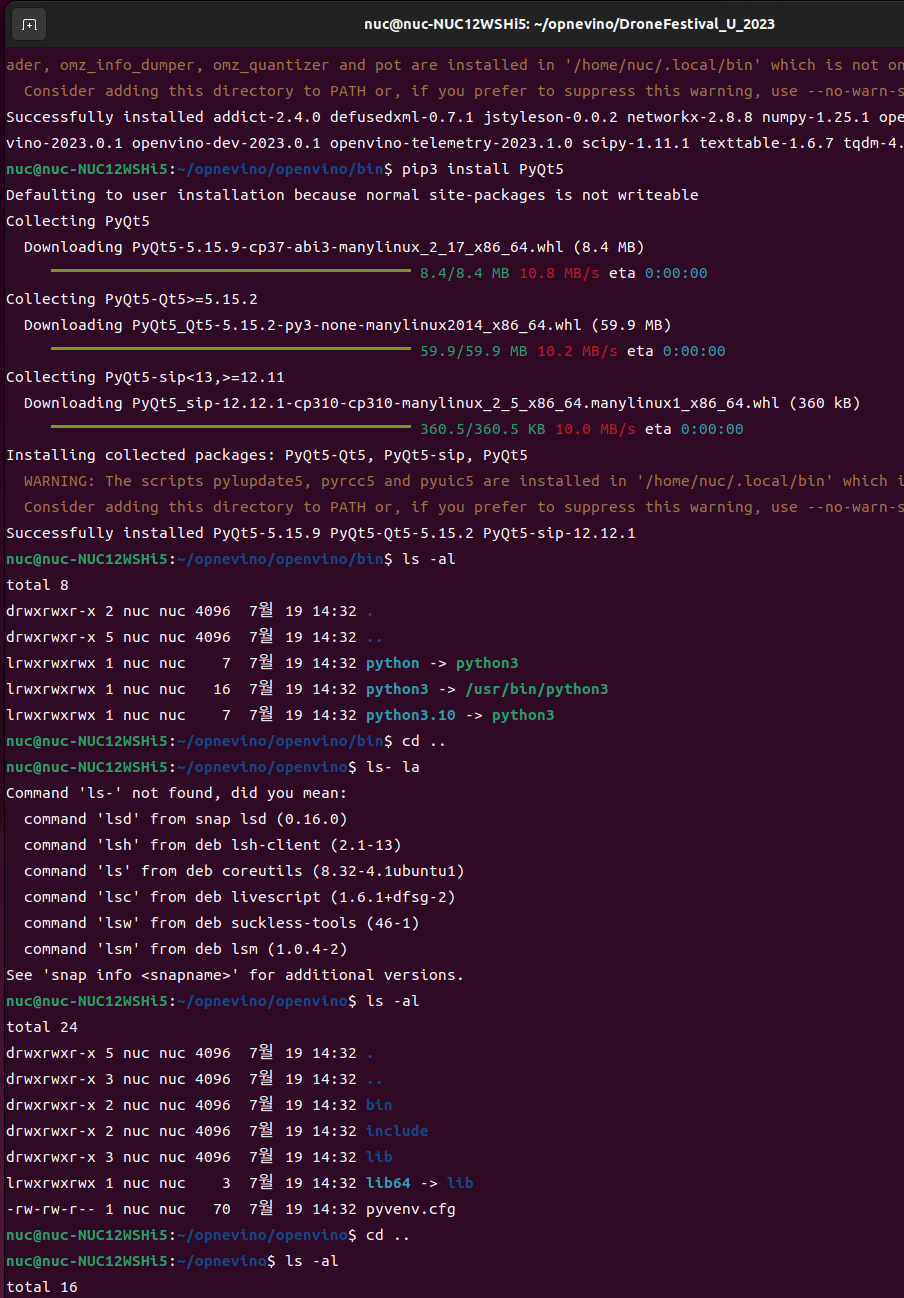 nuc@nuc-NUC12WSHi5: ~/opnevino/DroneFestival_U_2023
ader, omz_info_dumper, omz_quantizer and pot are installed in '/home/nuc/.local/bin' which is not on
Consider adding this directory to PATH or, if you prefer to suppress this warning, use --no-warn-s
Successfully installed addict-2.4.0 defusedxml-0.7.1 jstyleson-0.0.2 networkx-2.8.8 numpy-1.25.1 ope
vino-2023.0.1 openvino-dev-2023.0.1 openvino-telemetry-2023.1.0 scipy-1.11.1 texttable-1.6.7 tqdm-4.
nuc@nuc-NUC12WSHi5:~/opnevino/openvino/bin$ pip3 install PyQt5
Defaulting to user installation because normal site-packages is not writeable
Collecting PyQt5
Downloading PyQt5-5.15.9-cp37-abi3-manylinux_2_17_x86_64.whl (8.4 MB)
8.4/8.4 MB 10.8 MB/s eta 0:00:00
Collecting PyQt5-Qt5>=5.15.2
Downloading PyQt5_Qt5-5.15.2-py3-none-manylinux2014_x86_64.whl (59.9 MB)
59.9/59.9 MB 10.2 MB/s eta 0:00:00
Collecting PyQt5-sip<13,>=12.11
Downloading PyQt5_sip-12.12.1-cp310-cp310-manylinux_2_5_x86_64.manylinux1_x86_64.whl (360 kB)
360.5/360.5 KB 10.0 MB/s eta 0:00:00
Installing collected packages: PyQt5-Qt5, PyQt5-sip, PyQt5
WARNING: The scripts pylupdate5, pyrcc5 and pyuic5 are installed in '/home/nuc/.local/bin' which i
Consider adding this directory to PATH or, if you prefer to suppress this warning, use --no-warn-s
Successfully installed PyQt5-5.15.9 PyQt5-Qt5-5.15.2 PyQt5-sip-12.12.1
nuc@nuc-NUC12WSHi5:~/opnevino/openvino/bin$ ls -al
total 8
drwxrwxr-x 2 nuc nuc 4096  7월 19 14:32 .
drwxrwxr-x 5 nuc nuc 4096  7월 19 14:32 ..
lrwxrwxrwx 1 nuc nuc    7  7월 19 14:32 python -> python3
lrwxrwxrwx 1 nuc nuc   16  7월 19 14:32 python3 -> /usr/bin/python3
lrwxrwxrwx 1 nuc nuc    7  7월 19 14:32 python3.10 -> python3
nuc@nuc-NUC12WSHi5:~/opnevino/openvino/bin$ cd ..
nuc@nuc-NUC12WSHi5:~/opnevino/openvino$ ls- la
Command 'ls-' not found, did you mean:
command 'lsd' from snap lsd (0.16.0)
command 'lsh' from deb lsh-client (2.1-13)
command 'ls' from deb coreutils (8.32-4.1ubuntu1)
command 'lsc' from deb livescript (1.6.1+dfsg-2)
command 'lsw' from deb suckless-tools (46-1)
command 'lsm' from deb lsm (1.0.4-2)
See 'snap info <snapname>' for additional versions.
nuc@nuc-NUC12WSHi5:~/opnevino/openvino$ ls -al
total 24
drwxrwxr-x 5 nuc nuc 4096  7월 19 14:32 .
drwxrwxr-x 3 nuc nuc 4096  7월 19 14:32 ..
drwxrwxr-x 2 nuc nuc 4096  7월 19 14:32 bin
drwxrwxr-x 2 nuc nuc 4096  7월 19 14:32 include
drwxrwxr-x 3 nuc nuc 4096  7월 19 14:32 lib
lrwxrwxrwx 1 nuc nuc    3  7월 19 14:32 lib64 -> lib
-rw-rw-r-- 1 nuc nuc   70  7월 19 14:32 pyvenv.cfg
nuc@nuc-NUC12WSHi5:~/opnevino/openvino$ cd ..
nuc@nuc-NUC12WSHi5:~/opnevino$ ls -al
total 16